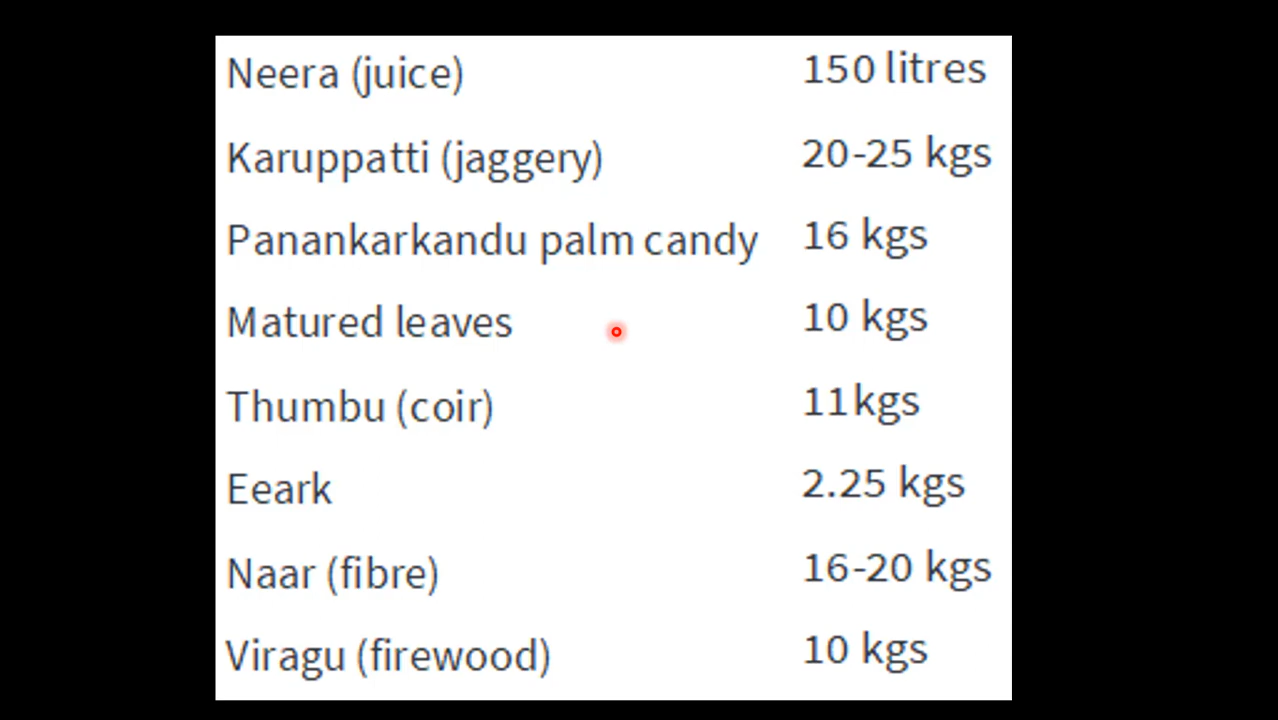 Neera (juice) 150 litres
Karuppatti (jaggery) 20-25 kgs
Panankarkandu palm candy 16 kgs
Matured leaves 10 kgs
Thumbu (coir) 11kgs
Eeark 2.25 kgs
Naar (fibre) 16-20 kgs
Viragu (firewood) 10 kgs